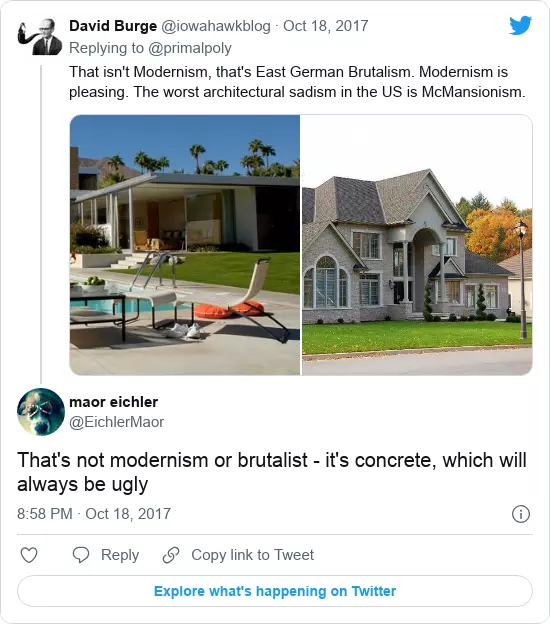 David Burge @iowahawkblog · Oct 18, 2017
Replying to @primalpoly
That isn't Modernism, that's East German Brutalism. Modernism is
pleasing. The worst architectural sadism in the US is McMansionism.
maor eichler
@EichlerMaor
That's not modernism or brutalist - it's concrete, which will
always be ugly
8:58 PM · Oct 18, 2017
Reply
Copy link to Tweet
Explore what's happening on Twitter